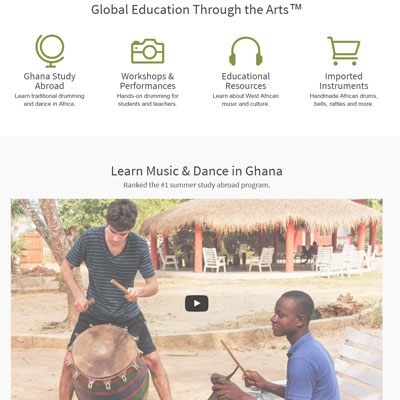 Global Education Through the Arts™
Ghana Study
Abroad
Learn traditional drumming
and dance in Africa.
Workshops &
Performances
Hands-on drumming for
students and teachers.
Educational
Resources
Learn about West African
music and culture.
Imported
Instruments
Handmade African drums,
bells, rattles and more.
Learn Music & Dance in Ghana
Ranked the #1 summer study abroad program.